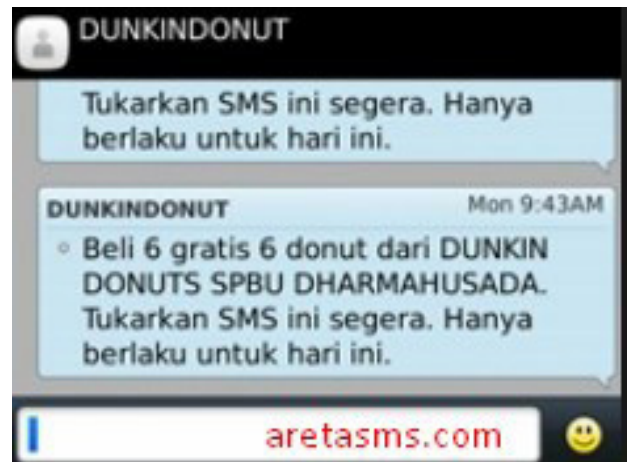 DUNKINDONUT
Tukarkan SMS ini segera. Hanya
berlaku untuk hari ini.
DUNKINDONUT Mon 9:43AM
Beli 6 gratis 6 donut dari DUNKIN
DONUTS SPBU DHARMAHUSADA.
Tukarkan SMS ini segera. Hanya
berlaku untuk hari ini.
aretasms.com